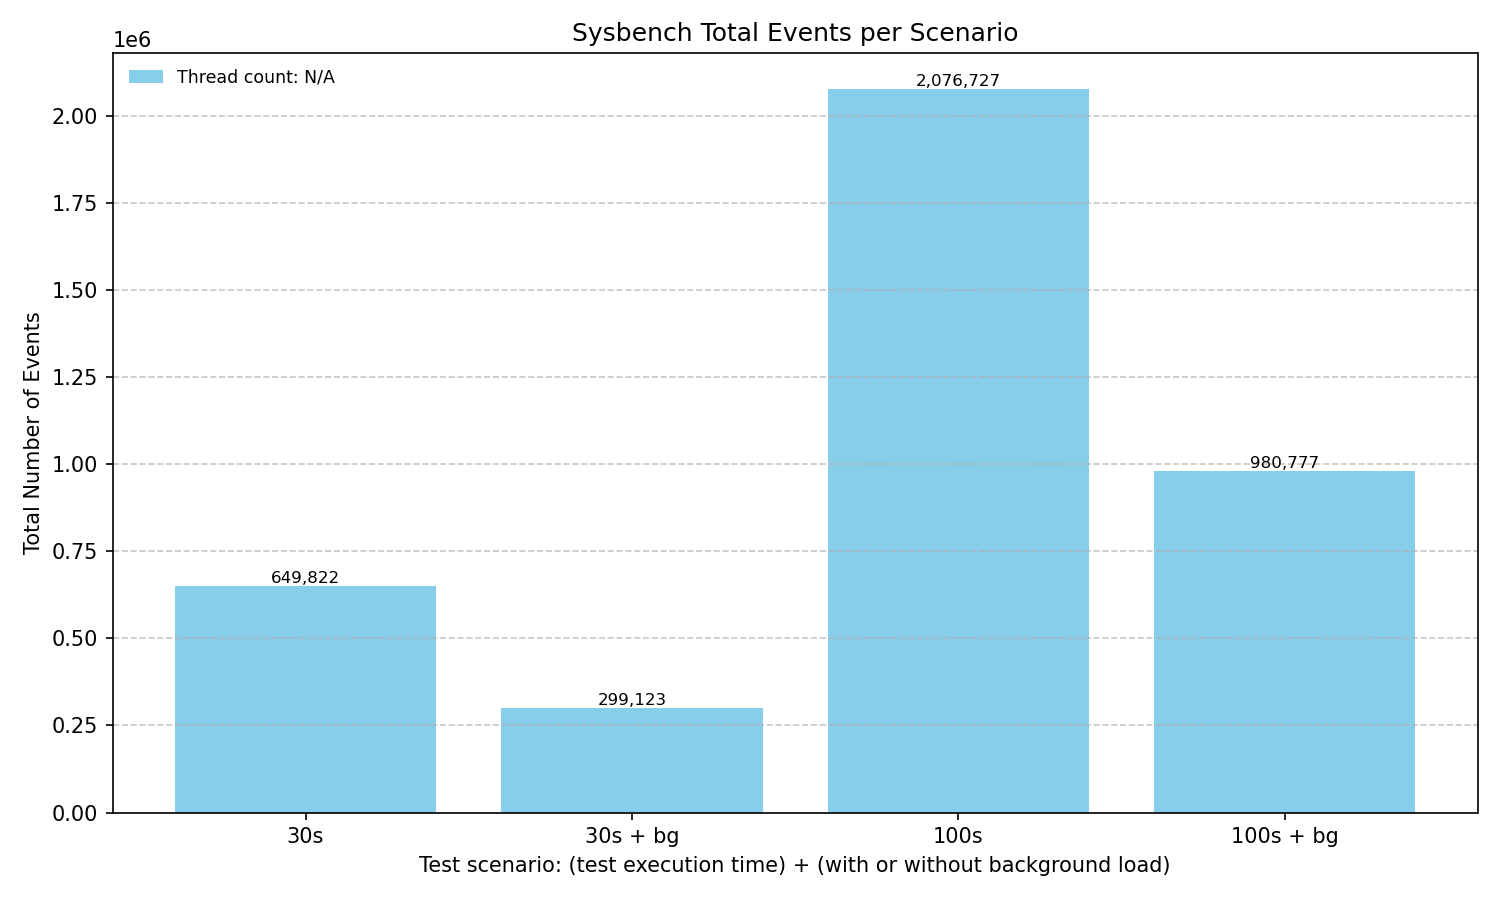 Sysbench Total Events per Scenario
1e6
Thread count: N/A
2,076,727
2.00
1.75
1.50
1.25
1.00
980,777
0.75
649,822
0.50
299,123
0.25
0.00
Total Number of Events
30s
30s + bg
100s
100s + bg
Test scenario: (test execution time) + (with or without background load)